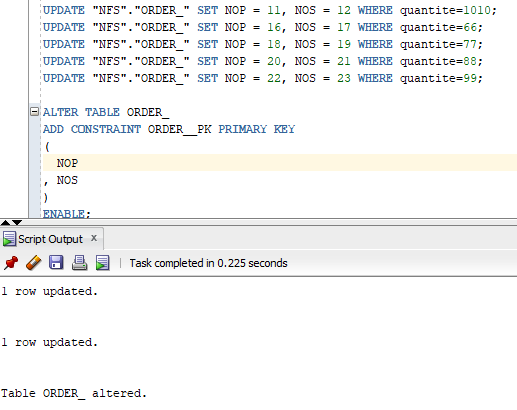 UPDATE "NFS"."ORDER_" SET NOP = 11, NOS = 12 WHERE quantite=1010;
UPDATE "NFS"."ORDER_" SET NOP = 16, NOS = 17 WHERE quantite=66;
UPDATE "NFS"."ORDER_" SET NOP = 18, NOS = 19 WHERE quantite=77;
UPDATE "NFS"."ORDER_" SET NOP = 20, NOS = 21 WHERE quantite=88;
UPDATE "NFS"."ORDER_" SET NOP = 22, NOS = 23 WHERE quantite=99;
ALTER TABLE ORDER_
ADD CONSTRAINT ORDER__PK PRIMARY KEY
(
NOP
, NOS
)
ENABLE;
Script Output x
Task completed in 0.225 seconds
1 row updated.
1 row updated.
Table ORDER_ altered.